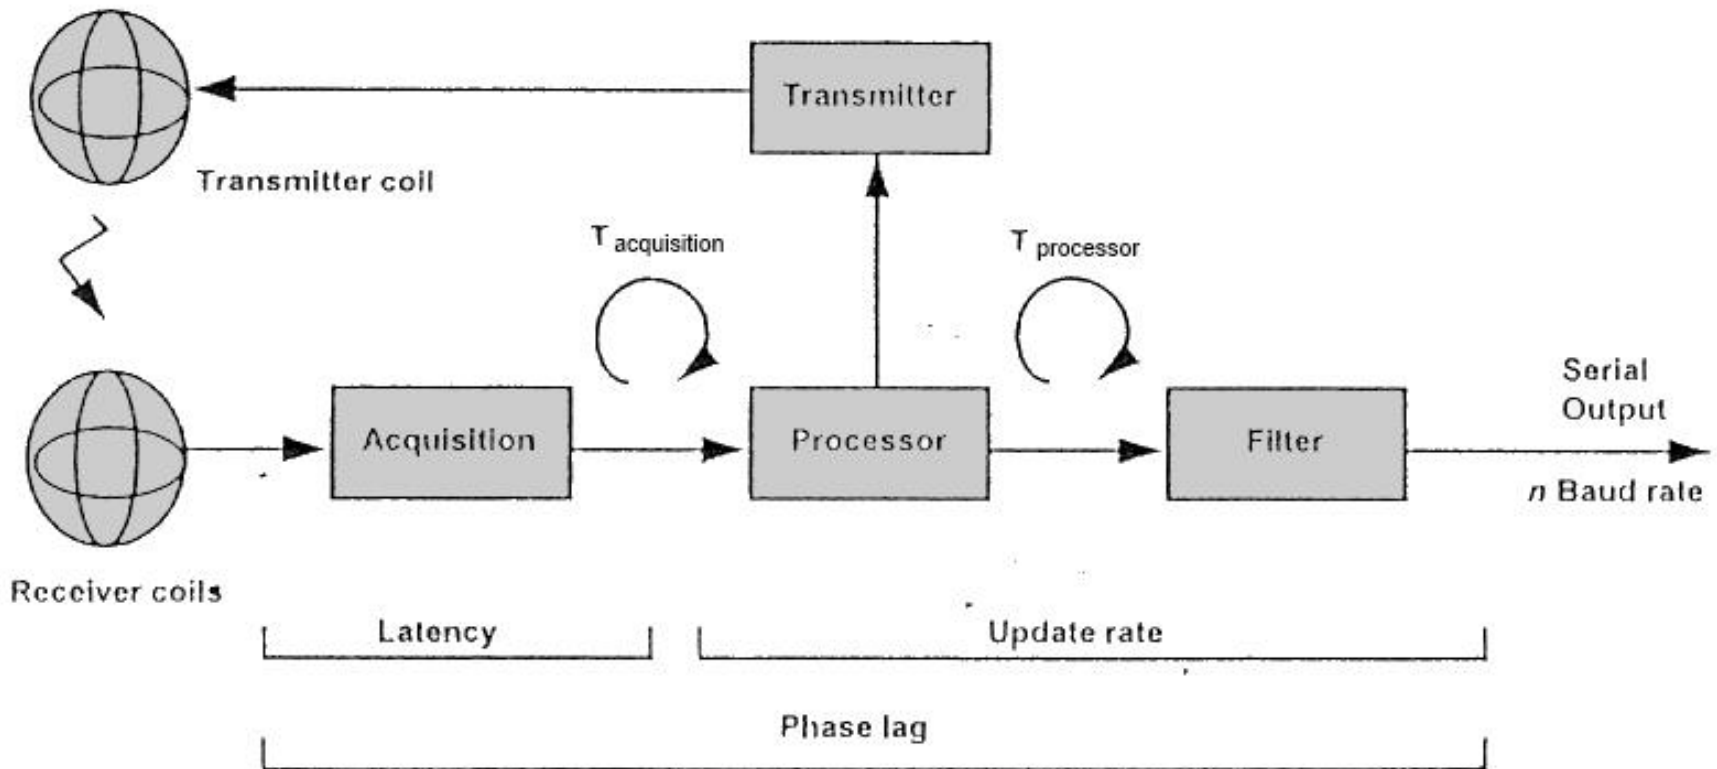 Transmitter
Transmitter coil
T acquisition
T processor
Acquisition
Processor
Filter
Serial
Output
n Baud rate
Receiver coils
Latency
Update rate
Phase lag